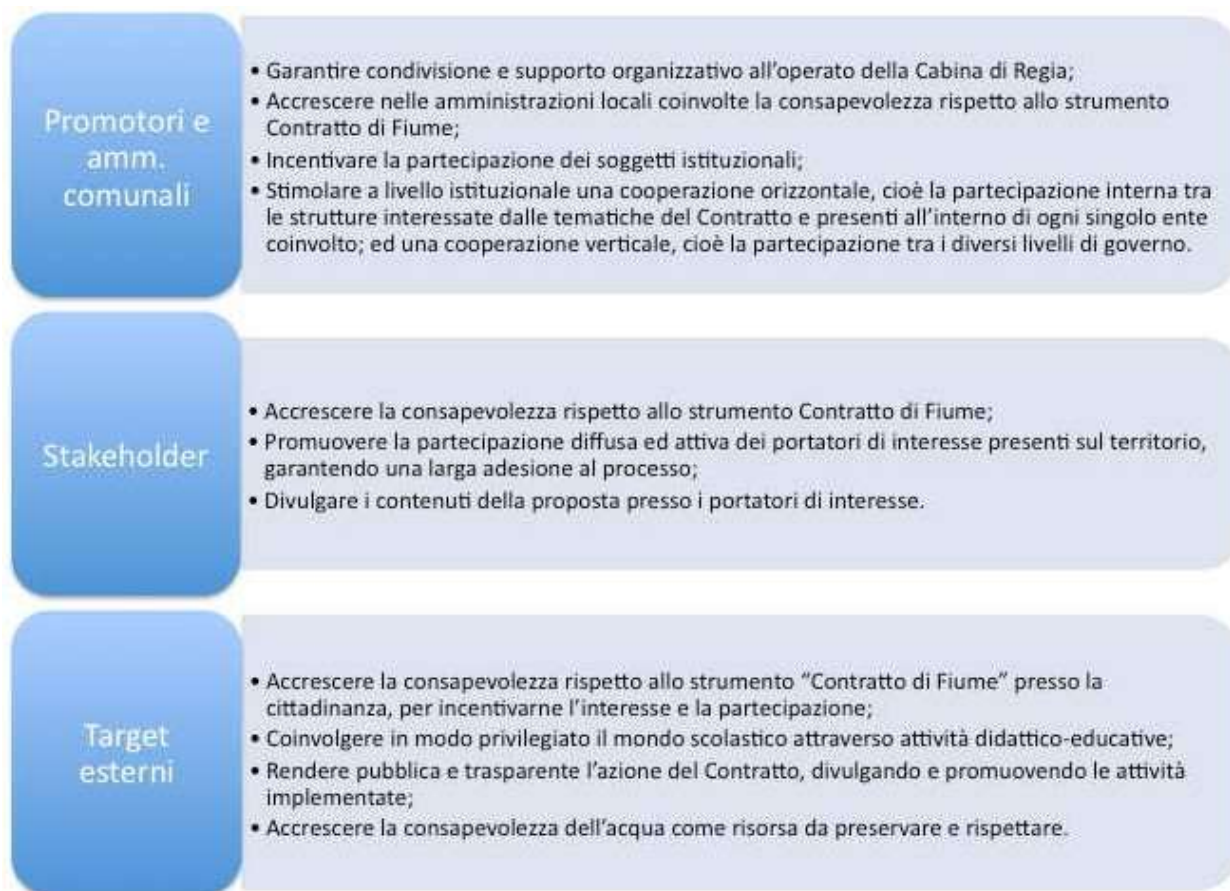 Promotori e
amm.
comunali
• Garantire condivisione e supporto organizzativo all'operato della Cabina di Regia;
• Accrescere nelle amministrazioni locali coinvolte la consapevolezza rispetto allo strumento
Contratto di Fiume;
• Incentivare la partecipazione dei soggetti istituzionali;
• Stimolare a livello istituzionale una cooperazione orizzontale, cioè la partecipazione interna tra
le strutture interessate dalle tematiche del Contratto e presenti all'interno di ogni singolo ente
coinvolto; ed una cooperazione verticale, cioè la partecipazione tra i diversi livelli di governo.
Stakeholder
• Accrescere la consapevolezza rispetto allo strumento Contratto di Fiume;
• Promuovere la partecipazione diffusa ed attiva dei portatori di interesse presenti sul territorio,
garantendo una larga adesione al processo;
• Divulgare i contenuti della proposta presso i portatori di interesse.
Target
esterni
• Accrescere la consapevolezza rispetto allo strumento “Contratto di Fiume” presso la
cittadinanza, per incentivarne l'interesse e la partecipazione;
• Coinvolgere in modo privilegiato il mondo scolastico attraverso attività didattico-educative;
• Rendere pubblica e trasparente l'azione del Contratto, divulgando e promuovendo le attività
implementate;
• Accrescere la consapevolezza dell'acqua come risorsa da preservare e rispettare.